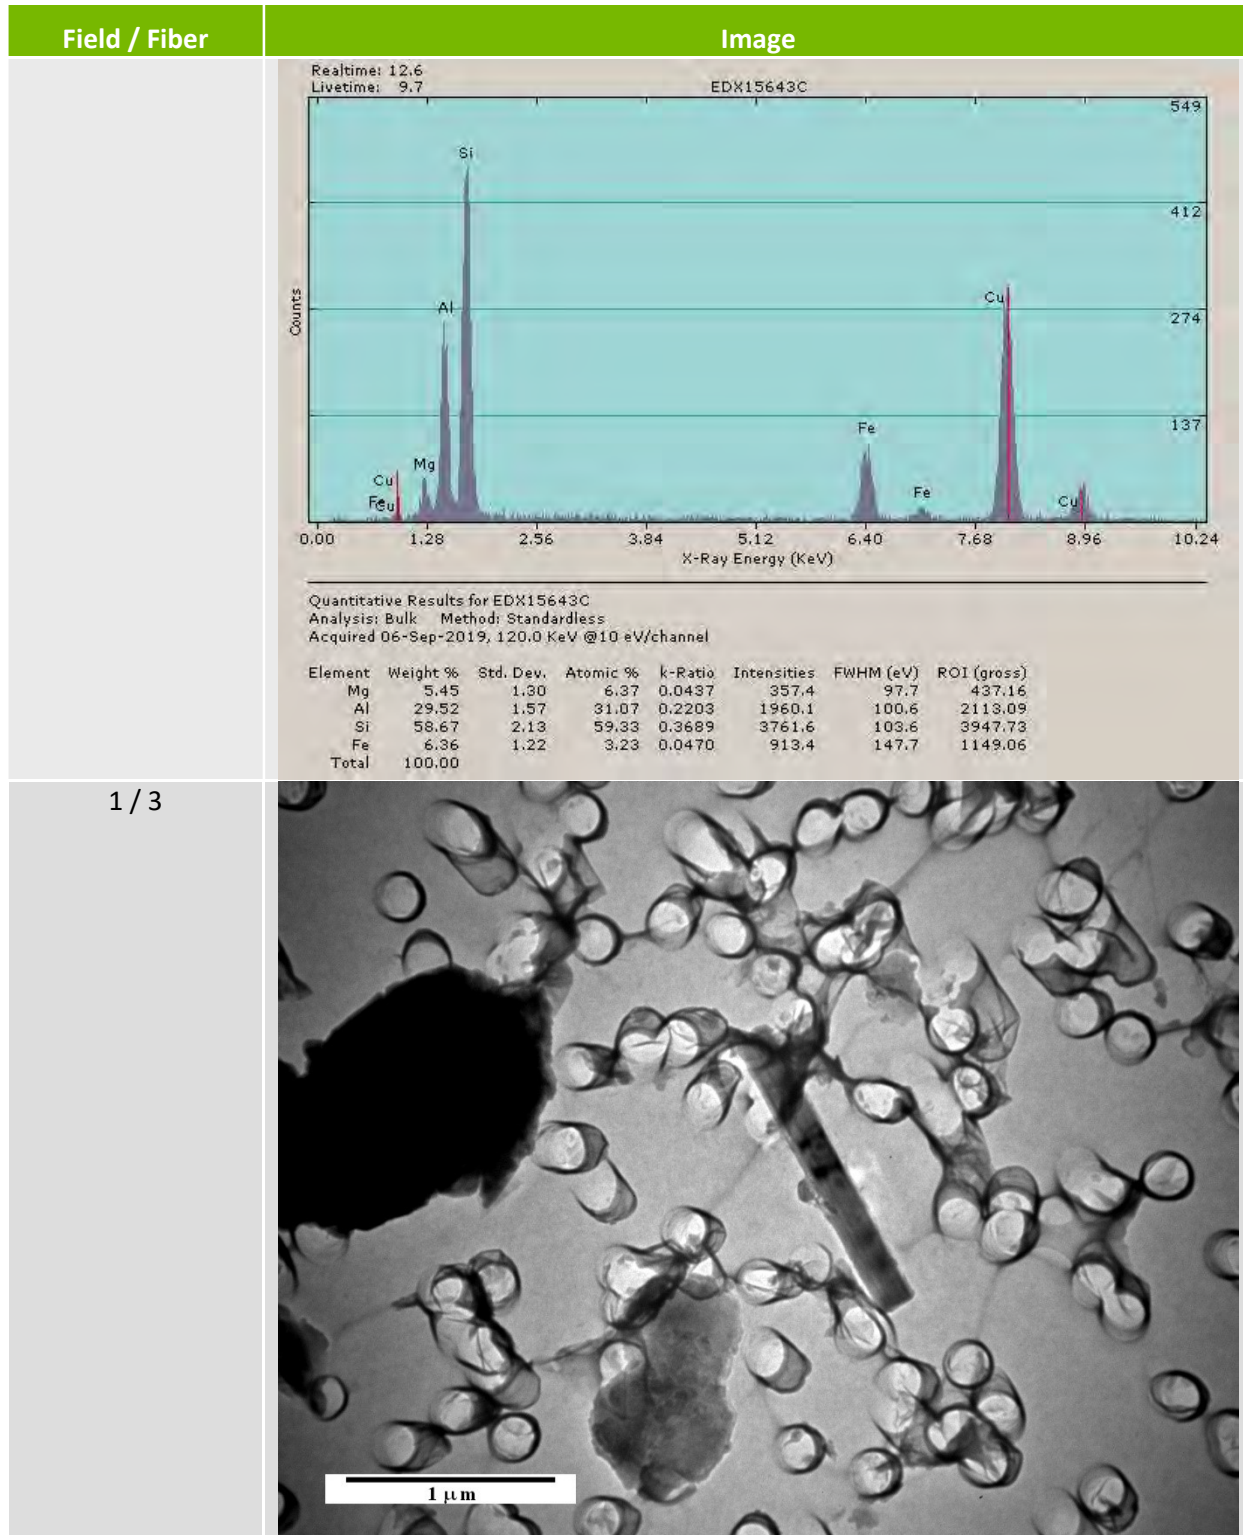 Field / Fiber Image
Realtime: 12.6
Livetime: 9.7 EDX15643C
549
Si
412
Al
Cu
274
Counts
137
Fe
Mg
Cu
Fe
Cu
Fe
Cu
0.00 1.28 2.56 3.84 5.12 6.40 7.68 8.96 10.24
X-Ray Energy (KeV)
Quantitative Results for EDX15643C
Analysis: Bulk Method: Standardless
Acquired 06-Sep-2019, 120.0 KeV @10 eV/channel
Element Weight % Std. Dev. Atomic % k-Ratio Intensities FWHM (eV) ROI (gross)
Mg 5.45 1.30 6.37 0.0437 357.4 97.7 437.16
Al 29.52 1.57 31.07 0.2203 1960.1 100.6 2113.09
Si 58.67 2.13 59.33 0.3689 3761.6 103.6 3947.73
Fe 6.36 1.22 3.23 0.0470 913.4 147.7 1149.06
Total 100.00
1 / 3
1 μm